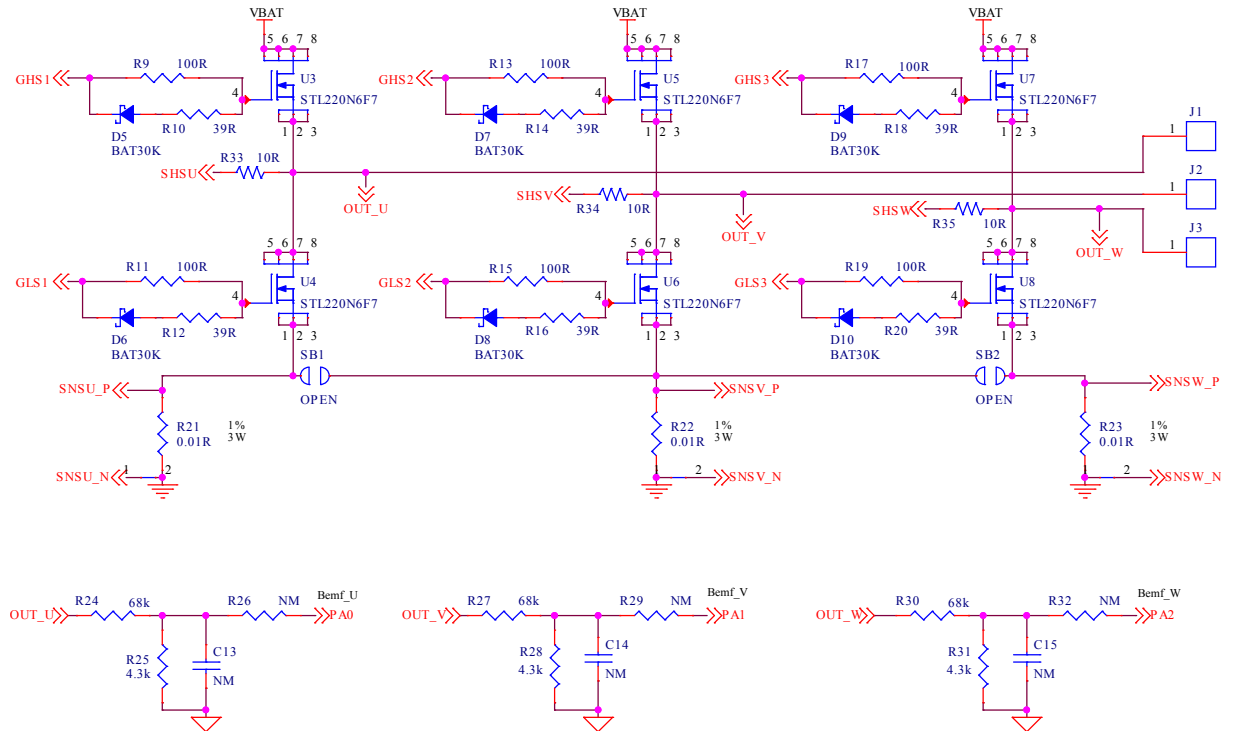 VBAT VBAT VBAT
5 6 7 8 5 6 7 8 5 6 7 8
R9 100R R13 100R R17 100R
GHS1 U3 GHS2 U5 GHS3 U7
4 STL220N6F7 4 STL220N6F7 4 STL220N6F7
D5 R10 39R D7 R14 39R D9 R18 39R
BAT30K BAT30K BAT30K
1 2 3 1 2 3 1 2 3
J1
1
R33 10R
SHSU
OUT_U
J2
1
SHSV
R34 10R
OUT_V
SHSW
R35 10R
OUT_W
J3
1
5 6 7 8 5 6 7 8 5 6 7 8
R11 100R R15 100R R19 100R
GLS1 U4 GLS2 U6 GLS3 U8
4 STL220N6F7 4 STL220N6F7 4 STL220N6F7
D6 R12 39R D8 R16 39R D10 R20 39R
BAT30K BAT30K BAT30K
1 2 3 1 2 3 1 2 3
SB1 SB2
OPEN OPEN
SNSU_P SNSV_P SNSW_P
R21 1% R22 1% R23 1%
0.01R 3W 0.01R 3W 0.01R 3W
SNSU_N 1 2 1 2 SNSV_N 1 2 SNSW_N
Bemf_U Bemf_V Bemf_W
OUT_U R24 68k R26 NM PA0 OUT_V R27 68k R29 NM PA1 OUT_W R30 68k R32 NM PA2
R25 C13 R28 C14 R31 C15
4.3k NM 4.3k NM 4.3k NM